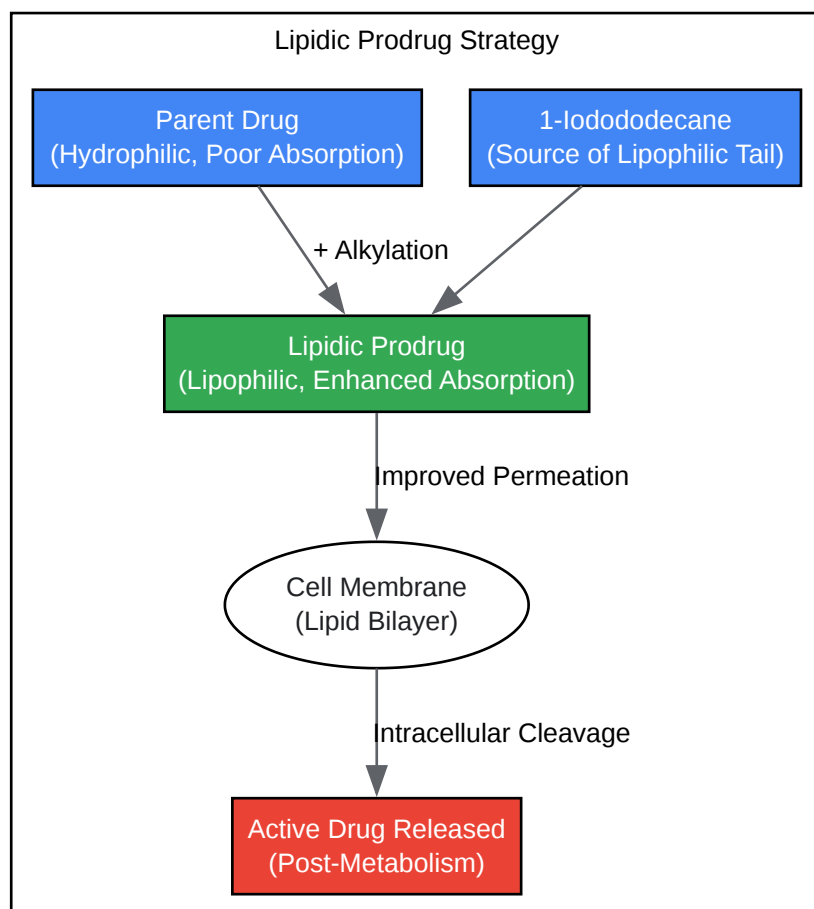 Lipidic Prodrug Strategy
Parent Drug
(Hydrophilic, Poor Absorption)
1-Iodododecane
(Source of Lipophilic Tail)
+ Alkylation
Lipidic Prodrug
(Lipophilic, Enhanced Absorption)
Improved Permeation
Cell Membrane
(Lipid Bilayer)
Intracellular Cleavage
Active Drug Released
(Post-Metabolism)